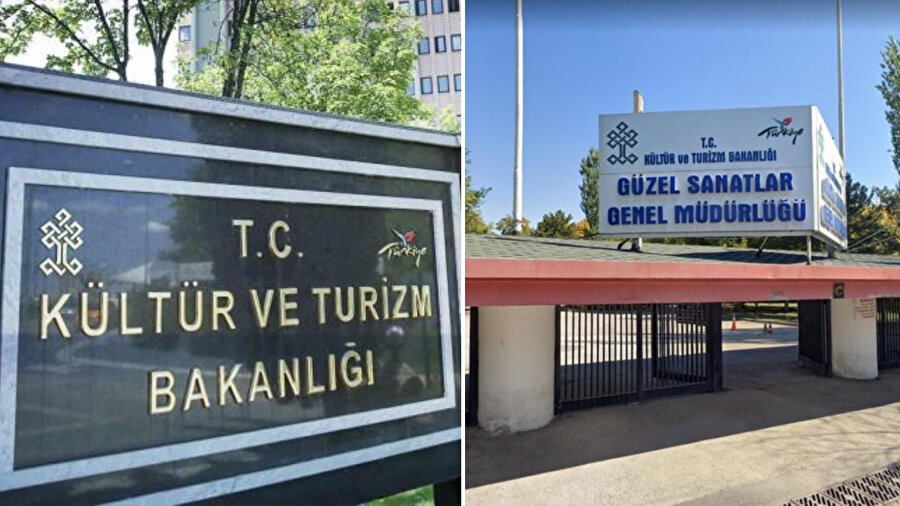 T.C.
Türkiye
KÜLTÜR VE TURİZM
BAKANLIĞI
Türkiye
T.C.
KÜLTÜR ve TURİZM BAKANLIĞI
GÜZEL SANATLAR
GENEL MÜDÜRLÜĞÜ